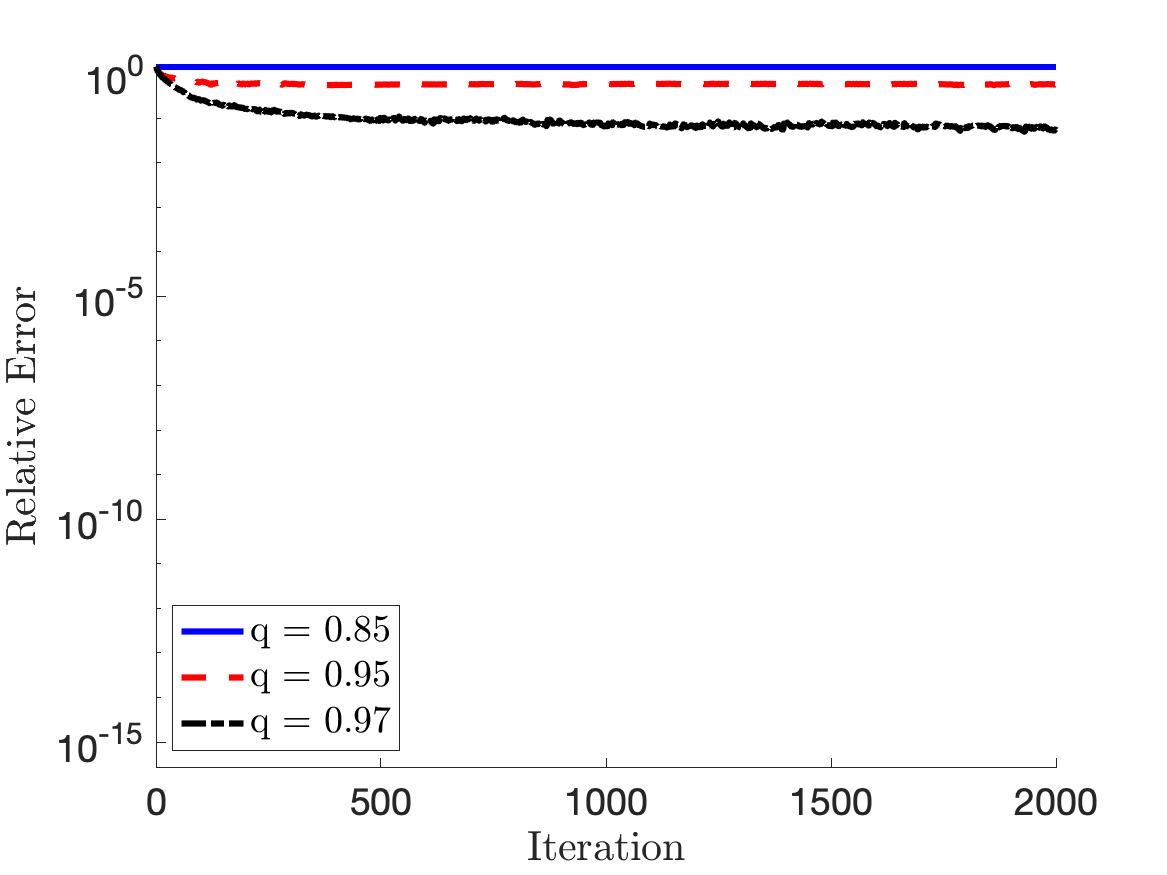 10^0
10^-5
10^-10
10^-15
Relative Error
q = 0.85
q = 0.95
q = 0.97
0 500 1000 1500 2000
Iteration